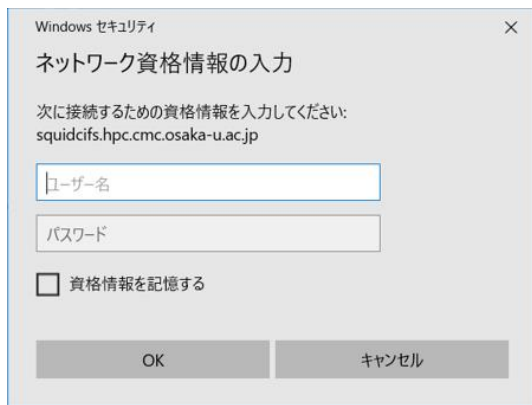 Windows セキュリティ
ネットワーク資格情報の入力
次に接続するための資格情報を入力してください:
squidcifs.hpc.cmc.osaka-u.ac.jp
ユーザー名
パスワード
資格情報を記憶する
OK
キャンセル